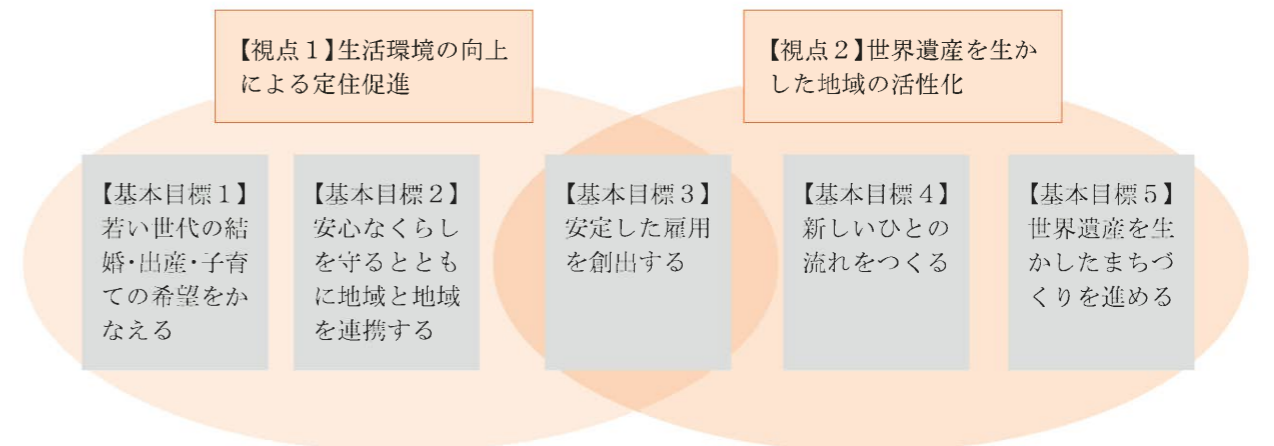 【視点１】生活環境の向上
による定住促進
【視点２】世界遺産を生か
した地域の活性化
【基本目標１】
若い世代の結
婚・出産・子育
ての希望をか
なえる
【基本目標２】
安心なくらし
を守るととも
に地域と地域
を連携する
【基本目標３】
安定した雇用
を創出する
【基本目標４】
新しいひとの
流れをつくる
【基本目標５】
世界遺産を生
かしたまちづ
くりを進める